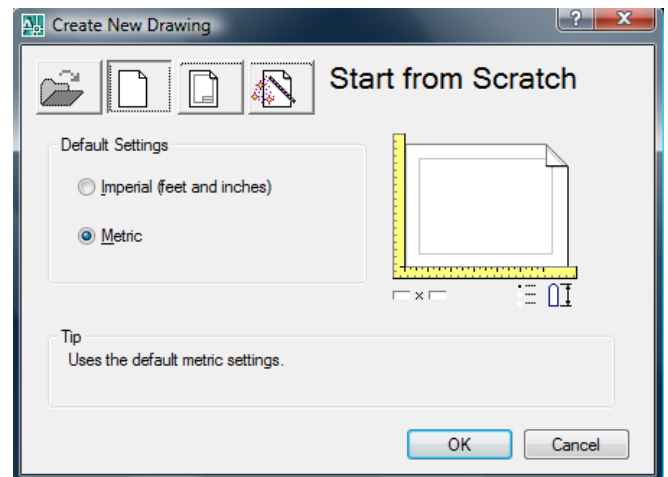 Create New Drawing
Start from Scratch
Default Settings
Imperial (feet and inches)
Metric
Tip
Uses the default metric settings.
OK
Cancel